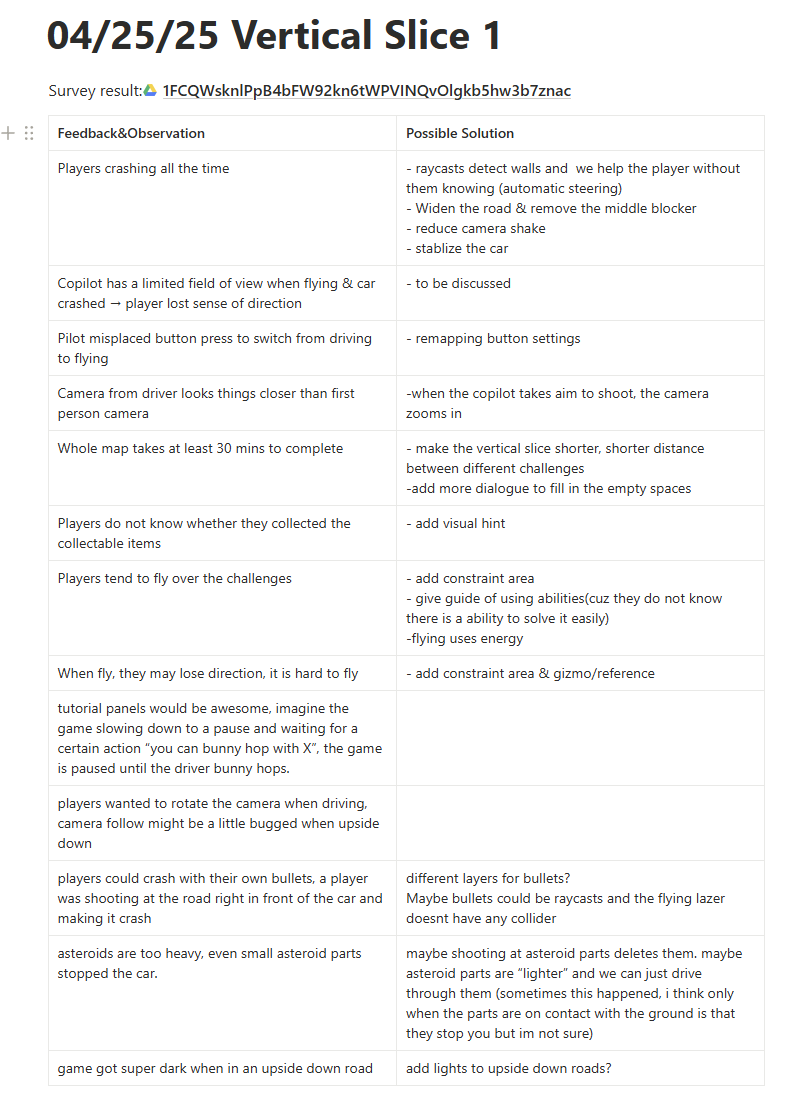 04/25/25 Vertical Slice 1
Survey result: 1FCQWsknlPpB4bFW92kn6tWPVINQvOlgkb5hw3b7znac
Feedback&Observation
Possible Solution
Players crashing all the time
- raycasts detect walls and  we help the player without
them knowing (automatic steering)
- Widen the road & remove the middle blocker
- reduce camera shake
- stablize the car
Copilot has a limited field of view when flying & car
crashed → player lost sense of direction
- to be discussed
Pilot misplaced button press to switch from driving
to flying
- remapping button settings
Camera from driver looks things closer than first
person camera
-when the copilot takes aim to shoot, the camera
zooms in
Whole map takes at least 30 mins to complete
- make the vertical slice shorter, shorter distance
between different challenges
-add more dialogue to fill in the empty spaces
Players do not know whether they collected the
collectable items
- add visual hint
Players tend to fly over the challenges
- add constraint area
- give guide of using abilities(cuz they do not know
there is a ability to solve it easily)
-flying uses energy
When fly, they may lose direction, it is hard to fly
- add constraint area & gizmo/reference
tutorial panels would be awesome, imagine the
game slowing down to a pause and waiting for a
certain action “you can bunny hop with X”, the game
is paused until the driver bunny hops.
players wanted to rotate the camera when driving,
camera follow might be a little bugged when upside
down
players could crash with their own bullets, a player
was shooting at the road right in front of the car and
making it crash
different layers for bullets?
Maybe bullets could be raycasts and the flying lazer
doesnt have any collider
asteroids are too heavy, even small asteroid parts
stopped the car.
maybe shooting at asteroid parts deletes them. maybe
asteroid parts are “lighter” and we can just drive
through them (sometimes this happened, i think only
when the parts are on contact with the ground is that
they stop you but im not sure)
game got super dark when in an upside down road
add lights to upside down roads?